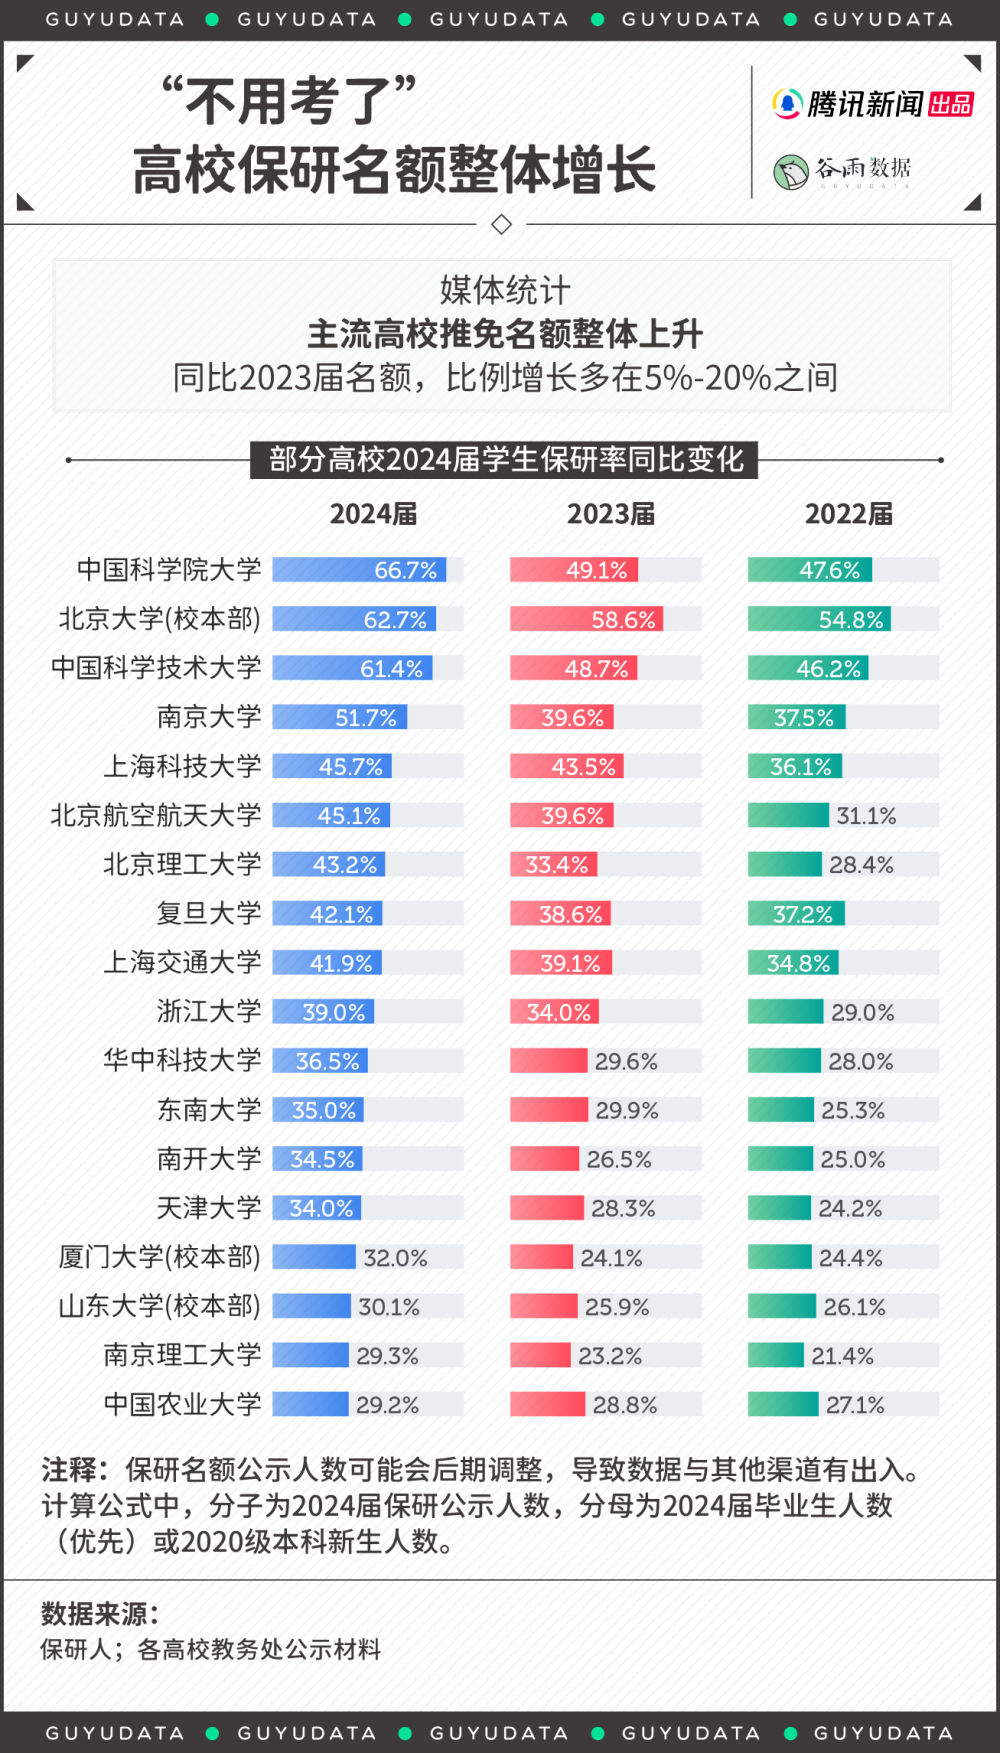 GUYUDATA ● GUYUDATA ● GUYUDATA ● GUYUDATA ● GUYUDATA
“不用考了”
高校保研名额整体增长
腾讯新闻 出品
谷雨数据
GUYUDATA
媒体统计
主流高校推免名额整体上升
同比2023届名额，比例增长多在5%-20%之间
部分高校2024届学生保研率同比变化
2024届 2023届 2022届
中国科学院大学 66.7% 49.1% 47.6%
北京大学(校本部) 62.7% 58.6% 54.8%
中国科学技术大学 61.4% 48.7% 46.2%
南京大学 51.7% 39.6% 37.5%
上海科技大学 45.7% 43.5% 36.1%
北京航空航天大学 45.1% 39.6% 31.1%
北京理工大学 43.2% 33.4% 28.4%
复旦大学 42.1% 38.6% 37.2%
上海交通大学 41.9% 39.1% 34.8%
浙江大学 39.0% 34.0% 29.0%
华中科技大学 36.5% 29.6% 28.0%
东南大学 35.0% 29.9% 25.3%
南开大学 34.5% 26.5% 25.0%
天津大学 34.0% 28.3% 24.2%
厦门大学(校本部) 32.0% 24.1% 24.4%
山东大学(校本部) 30.1% 25.9% 26.1%
南京理工大学 29.3% 23.2% 21.4%
中国农业大学 29.2% 28.8% 27.1%
注释：保研名额公示人数可能会后期调整，导致数据与其他渠道有出入。
计算公式中，分子为2024届保研公示人数，分母为2024届毕业生人数
（优先）或2020级本科新生人数。
数据来源：
保研人；各高校教务处公示材料
GUYUDATA ● GUYUDATA ● GUYUDATA ● GUYUDATA ● GUYUDATA